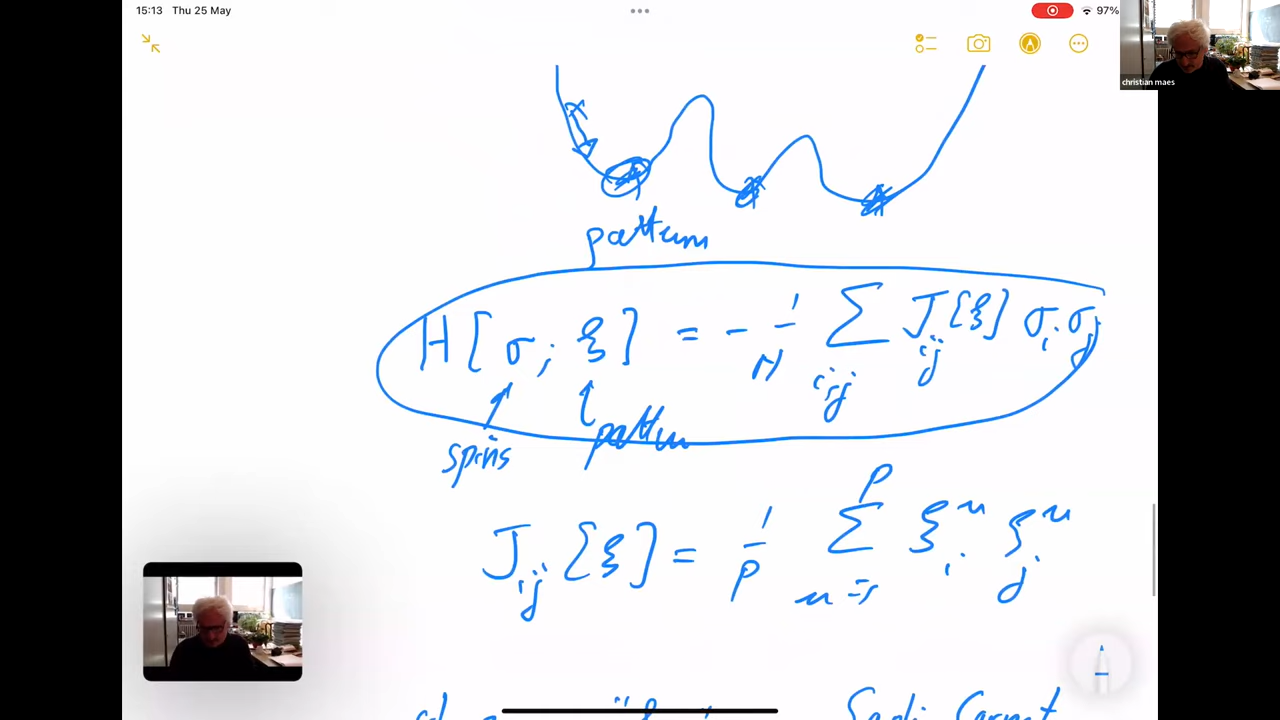 15:13 Thu 25 May
97%
christian maes
pattern
H[σ; ξ] = - 1/N Σ_{i,j} J_{ij}[ξ] σ_i σ_j
spins
pattern
J_{ij}[ξ] = 1/p Σ_{μ=1}^{p} ξ_i^μ ξ_j^μ
Sadi Carnot